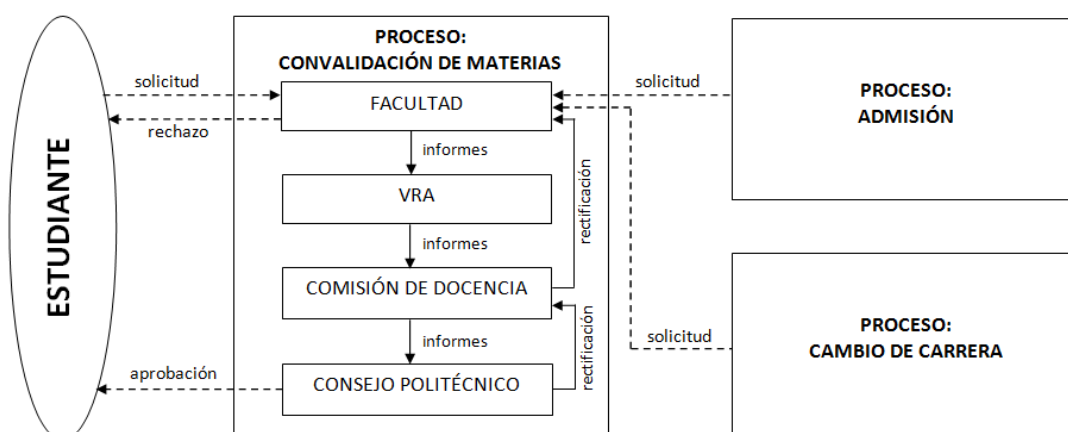 ESTUDIANTE
solicitud
rechazo
aprobación
PROCESO:
CONVALIDACIÓN DE MATERIAS
FACULTAD
informes
VRA
informes
COMISIÓN DE DOCENCIA
informes
CONSEJO POLITÉCNICO
rectificación
rectificación
solicitud
solicitud
PROCESO:
ADMISIÓN
PROCESO:
CAMBIO DE CARRERA